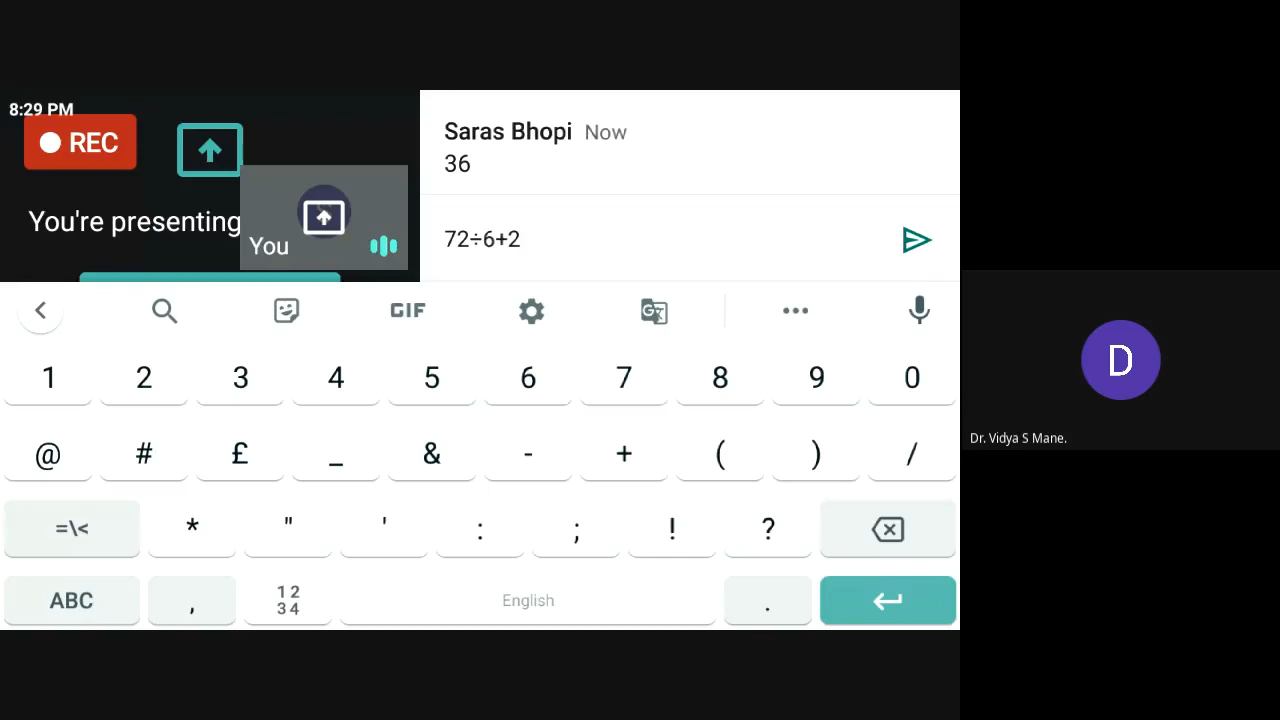 8:29 PM
REC
You're presenting
You
Saras Bhopi Now
36
72÷6+2
GIF
1 2 3 4 5 6 7 8 9 0
@ # £ _ & - + ( ) /
=\< * " ' : ; ! ?
ABC , 12 34 English .
D
Dr. Vidya S Mane.